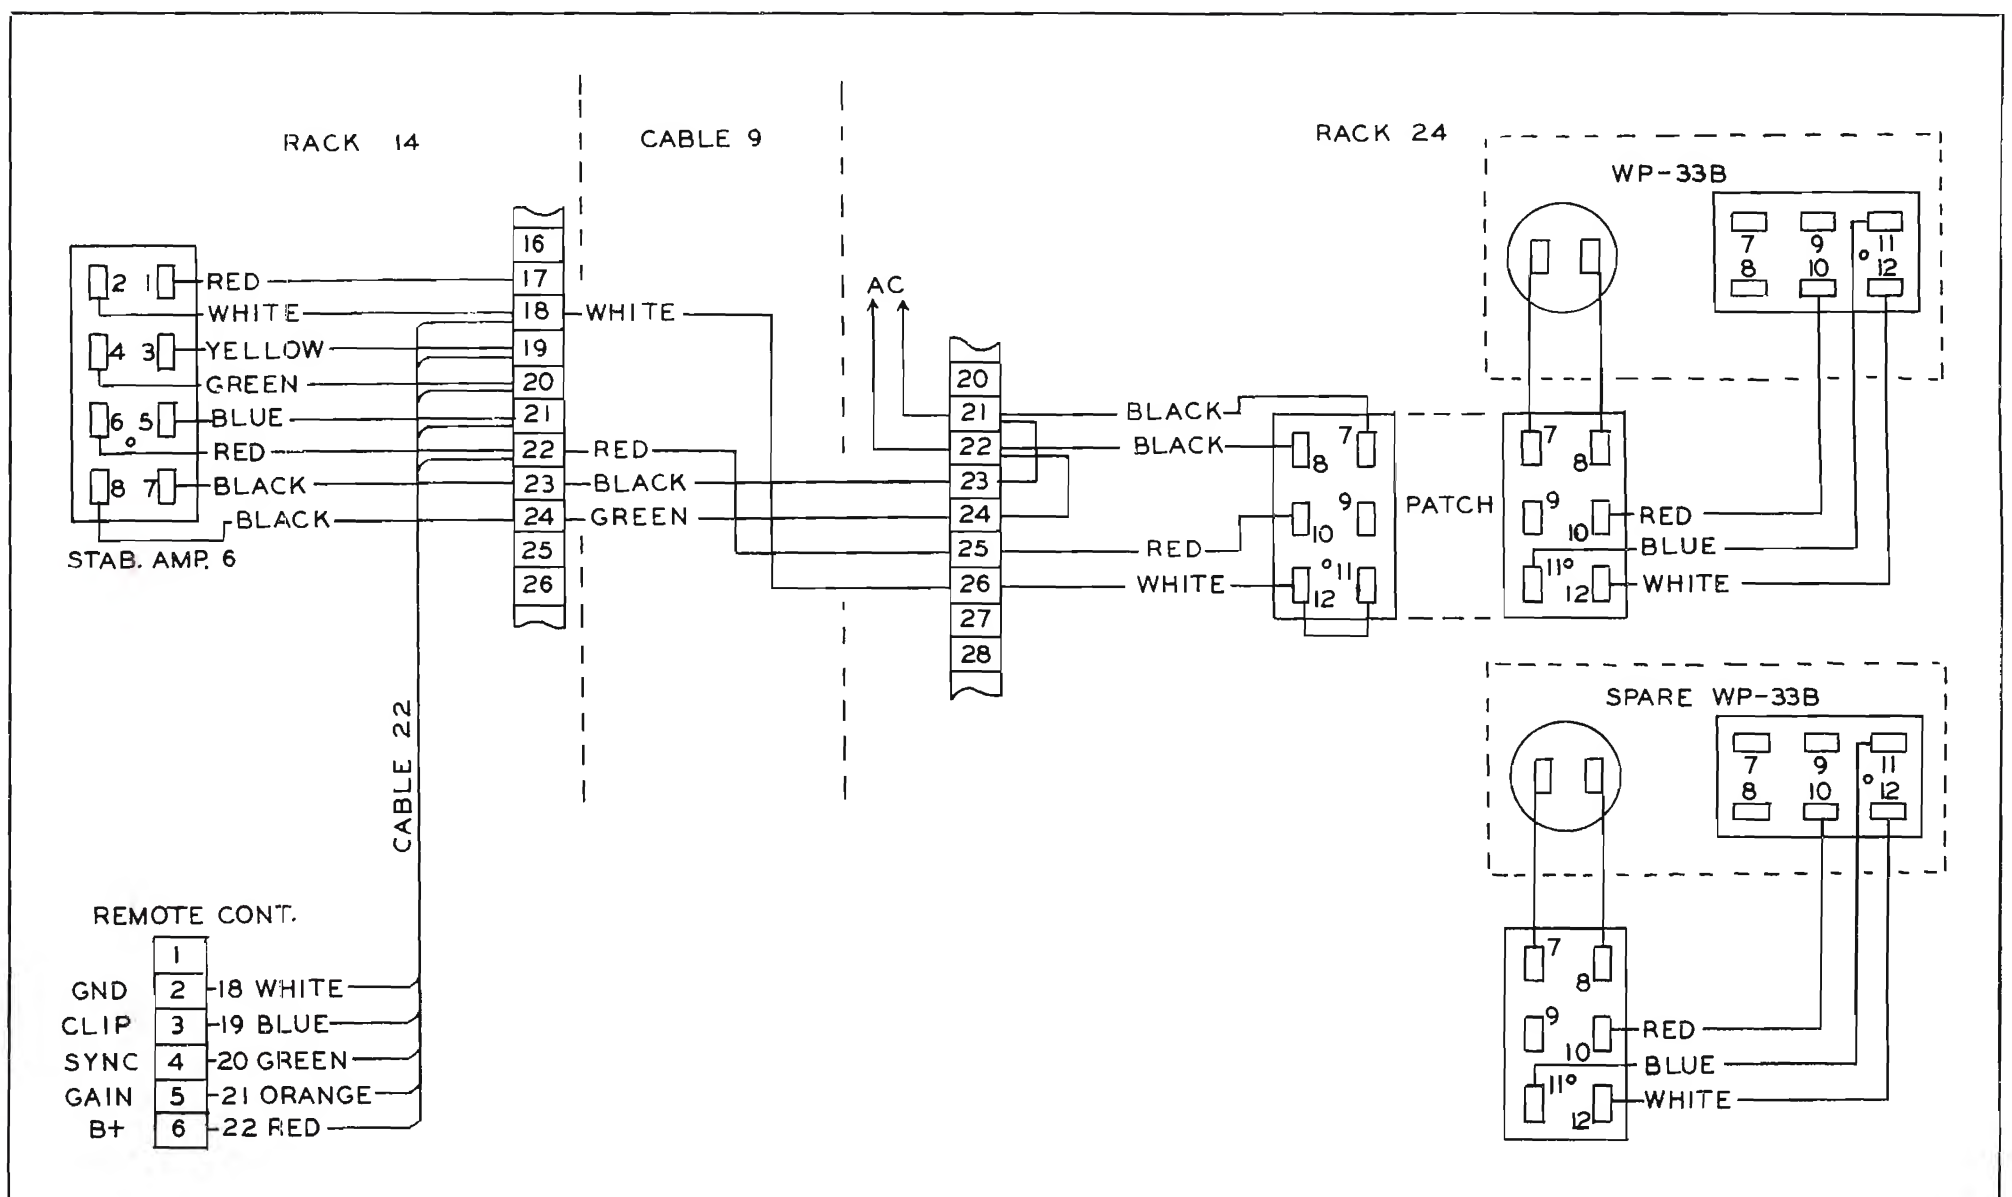 RACK 14
CABLE 9
RACK 24
WP-33B
7 9 11
8 10 12
2 1 RED
WHITE
4 3 YELLOW
GREEN
6 5 BLUE
RED
8 7 BLACK
BLACK
STAB. AMP. 6
16
17
18
19
20
21
22
23
24
25
26
WHITE
RED
BLACK
GREEN
AC
20
21
22
23
24
25
26
27
28
BLACK
BLACK
RED
WHITE
7
8
9
10
11
12
PATCH
7
8
9
10
11
12
RED
BLUE
WHITE
CABLE 22
SPARE WP-33B
7 9 11
8 10 12
7
8
9
10
11
12
RED
BLUE
WHITE
REMOTE CONT.
1
GND 2 18 WHITE
CLIP 3 19 BLUE
SYNC 4 20 GREEN
GAIN 5 21 ORANGE
B+ 6 22 RED